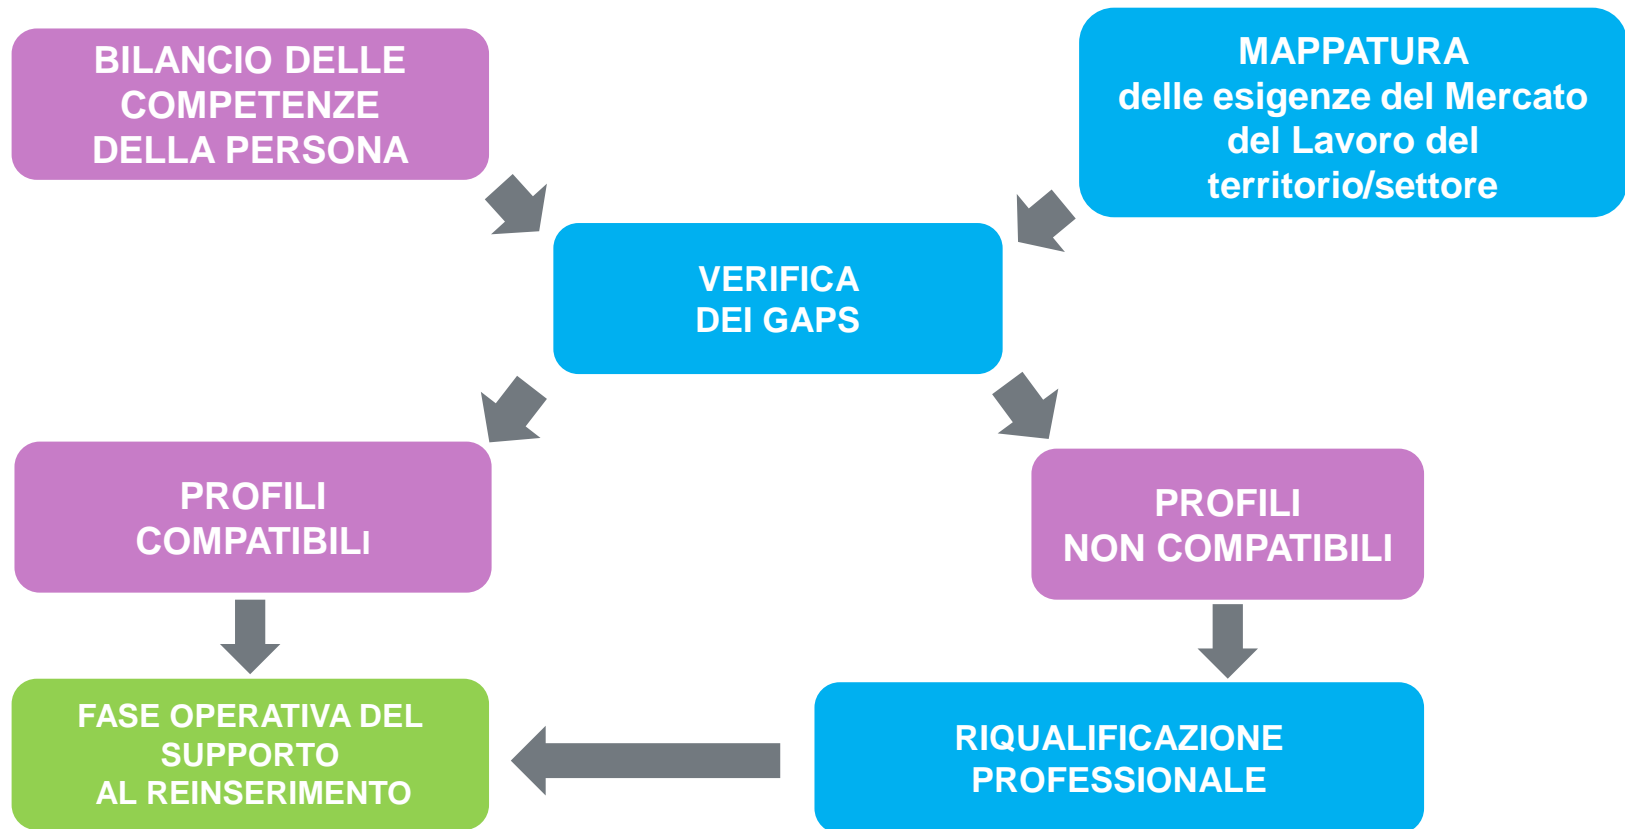 BILANCIO DELLE
COMPETENZE
DELLA PERSONA
MAPPATURA
delle esigenze del Mercato
del Lavoro del
territorio/settore
VERIFICA
DEI GAPS
PROFILI
COMPATIBILI
PROFILI
NON COMPATIBILI
FASE OPERATIVA DEL
SUPPORTO
AL REINSERIMENTO
RIQUALIFICAZIONE
PROFESSIONALE